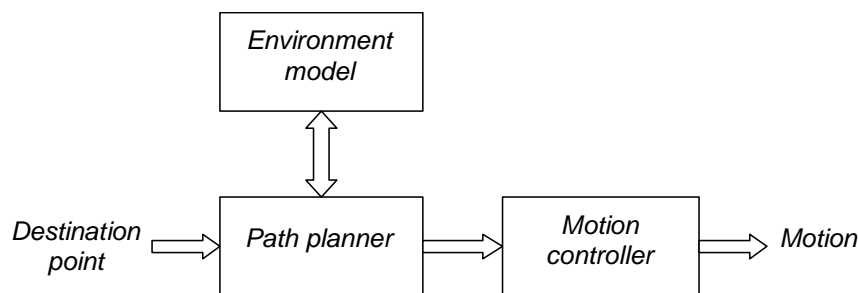 Environment
model
Destination
point
Path planner
Motion
controller
Motion